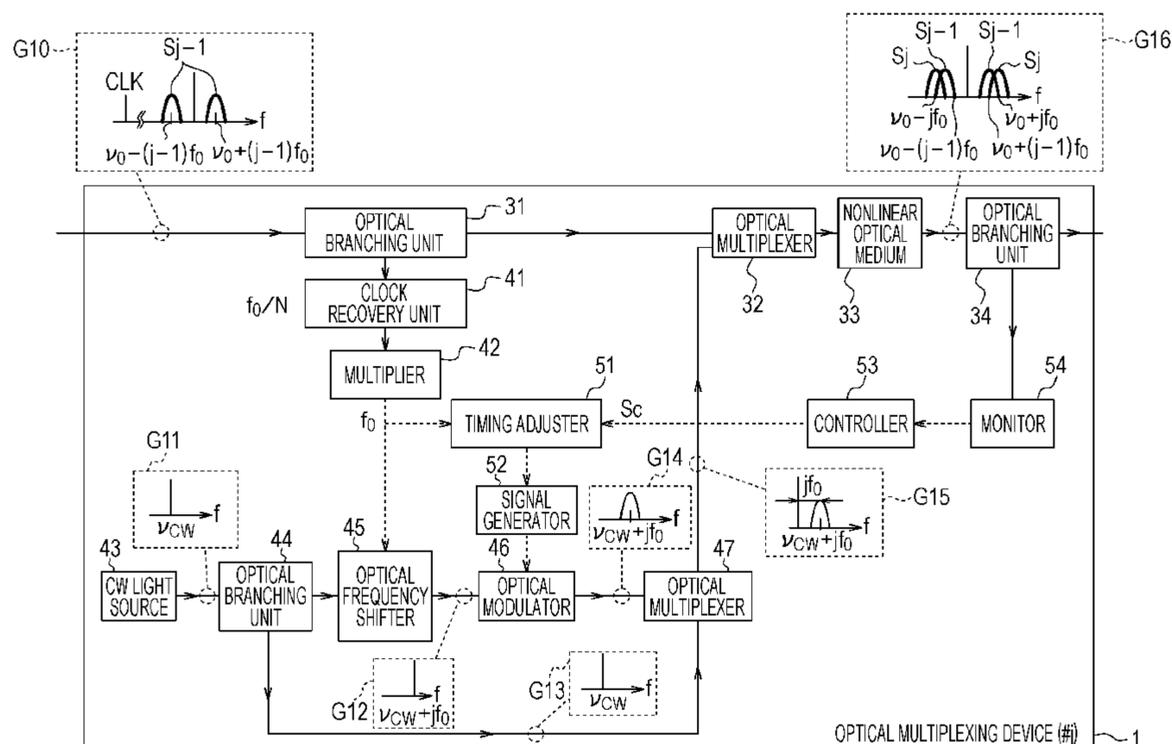 G10
Sj-1
CLK
f
ν0-(j-1)f0
ν0+(j-1)f0
G16
Sj-1
Sj-1
Sj
Sj
f
ν0-jf0
ν0+jf0
ν0-(j-1)f0
ν0+(j-1)f0
31
OPTICAL
BRANCHING UNIT
OPTICAL
MULTIPLEXER
32
NONLINEAR
OPTICAL
MEDIUM
33
OPTICAL
BRANCHING
UNIT
34
41
f0/N
CLOCK
RECOVERY UNIT
42
MULTIPLIER
f0
51
TIMING ADJUSTER
Sc
53
CONTROLLER
54
MONITOR
G11
f
νCW
52
SIGNAL
GENERATOR
G14
f
νCW+jf0
G15
jf0
f
νCW+jf0
43
CW LIGHT
SOURCE
44
OPTICAL
BRANCHING
UNIT
45
OPTICAL
FREQUENCY
SHIFTER
46
OPTICAL
MODULATOR
47
OPTICAL
MULTIPLEXER
G12
f
νCW+jf0
G13
f
νCW
OPTICAL MULTIPLEXING DEVICE (#j)
1